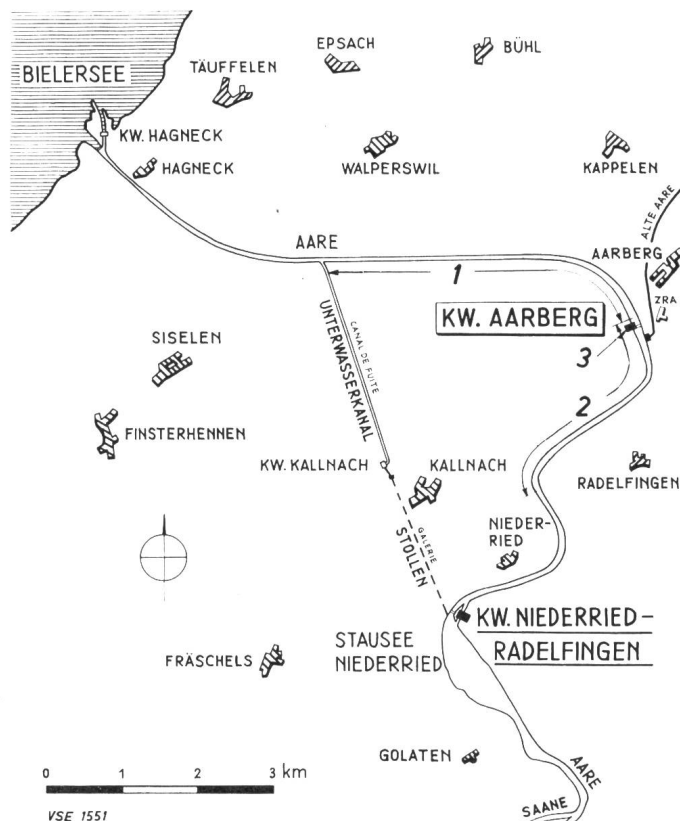 EPSACH
BÜHL
BIELERSEE
TÄUFFELEN
KW. HAGNECK
HAGNECK
WALPERSWIL
KAPPELEN
ALTE AARE
AARE
AARBERG
1
ZRA
KW. AARBERG
UNTERWASSERKANAL
CANAL DE FUITE
SISELEN
3
2
FINSTERHENNEN
KW. KALLNACH
KALLNACH
RADELFINGEN
GALERIE
STOLLEN
NIEDER-
RIED
KW. NIEDERRIED-
RADELFINGEN
STAUSEE
NIEDERRIED
FRÄSCHELS
GOLATEN
AARE
SAANE
0 1 2 3 km
VSE 1551